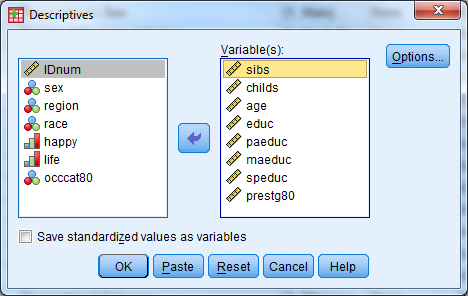 Descriptives
Variable(s):
IDnum
sex
region
race
happy
life
occcat80
sibs
childs
age
educ
paeduc
maeduc
speduc
prestg80
Options...
Save standardized values as variables
OK Paste Reset Cancel Help